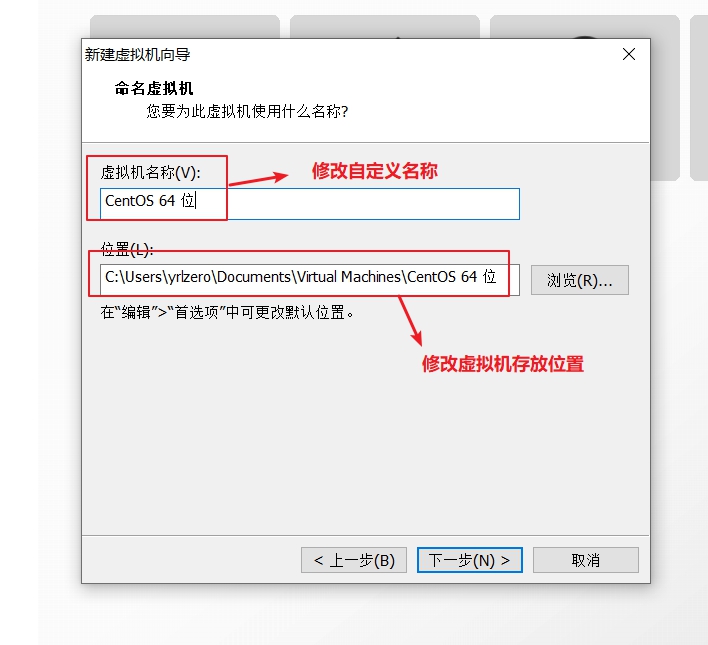 新建虚拟机向导
命名虚拟机
您要为此虚拟机使用什么名称?
虚拟机名称(V):
修改自定义名称
CentOS 64 位
位置(L):
C:\Users\yrlzero\Documents\Virtual Machines\CentOS 64 位
浏览(R)...
在“编辑”>“首选项”中可更改默认位置。
修改虚拟机存放位置
< 上一步(B)
下一步(N) >
取消